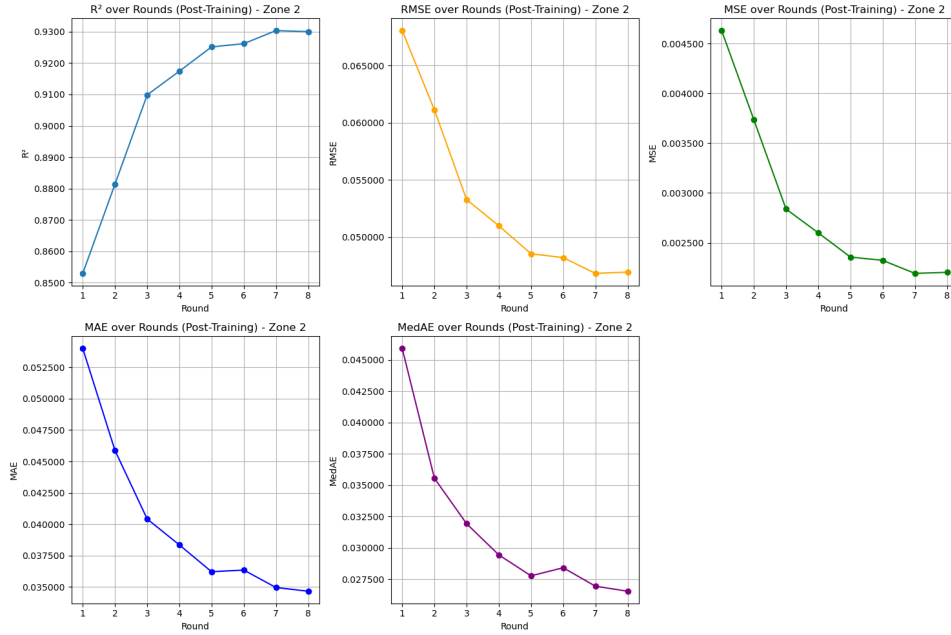 R² over Rounds (Post-Training) - Zone 2
0.9300
0.9200
0.9100
0.9000
0.8900
0.8800
0.8700
0.8600
0.8500
R²
1 2 3 4 5 6 7 8
Round
RMSE over Rounds (Post-Training) - Zone 2
0.065000
0.060000
0.055000
0.050000
RMSE
1 2 3 4 5 6 7 8
Round
MSE over Rounds (Post-Training) - Zone 2
0.004500
0.004000
0.003500
0.003000
0.002500
MSE
1 2 3 4 5 6 7 8
Round
MAE over Rounds (Post-Training) - Zone 2
0.052500
0.050000
0.047500
0.045000
0.042500
0.040000
0.037500
0.035000
MAE
1 2 3 4 5 6 7 8
Round
MedAE over Rounds (Post-Training) - Zone 2
0.045000
0.042500
0.040000
0.037500
0.035000
0.032500
0.030000
0.027500
MedAE
1 2 3 4 5 6 7 8
Round